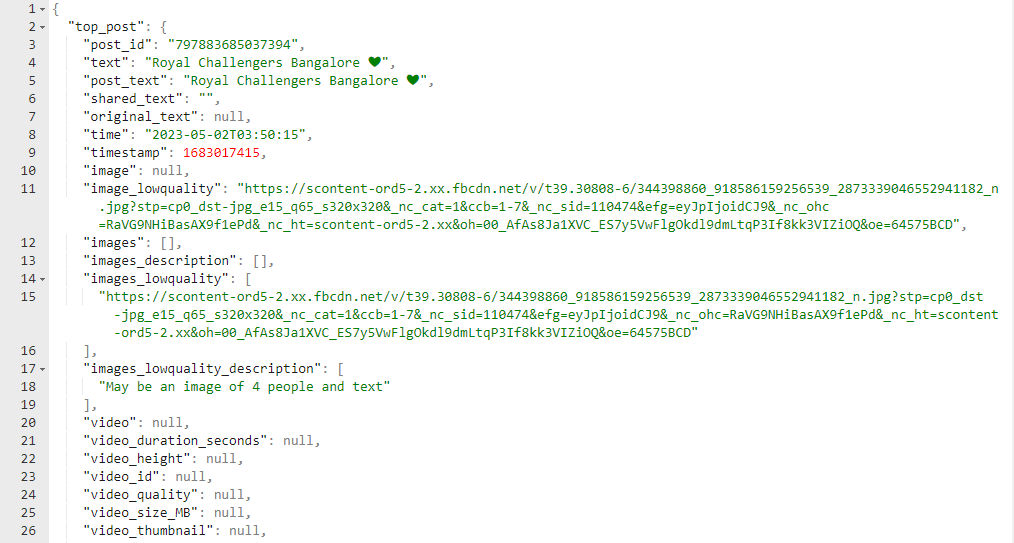 1 {
2 "top_post": {
3 "post_id": "797883685037394",
4 "text": "Royal Challengers Bangalore ♥",
5 "post_text": "Royal Challengers Bangalore ♥",
6 "shared_text": "",
7 "original_text": null,
8 "time": "2023-05-02T03:50:15",
9 "timestamp": 1683017415,
10 "image": null,
11 "image_lowquality": "https://scontent-ord5-2.xx.fbcdn.net/v/t39.30808-6/344398860_918586159256539_2873339046552941182_n
.jpg?stp=cp0_dst-jpg_e15_q65_s320x320&_nc_cat=1&ccb=1-7&_nc_sid=110474&efg=eyJpIjoidCJ9&_nc_ohc
=RaVG9NHiBasAX9f1ePd&_nc_ht=scontent-ord5-2.xx&oh=00_AfAs8Ja1XVC_ES7y5VwFlgOkdl9dmLtqP3If8kk3VIZiOQ&oe=64575BCD",
12 "images": [],
13 "images_description": [],
14 "images_lowquality": [
15 "https://scontent-ord5-2.xx.fbcdn.net/v/t39.30808-6/344398860_918586159256539_2873339046552941182_n.jpg?stp=cp0_dst
-jpg_e15_q65_s320x320&_nc_cat=1&ccb=1-7&_nc_sid=110474&efg=eyJpIjoidCJ9&_nc_ohc=RaVG9NHiBasAX9f1ePd&_nc_ht=scontent
-ord5-2.xx&oh=00_AfAs8Ja1XVC_ES7y5VwFlgOkdl9dmLtqP3If8kk3VIZiOQ&oe=64575BCD"
16 ],
17 "images_lowquality_description": [
18 "May be an image of 4 people and text"
19 ],
20 "video": null,
21 "video_duration_seconds": null,
22 "video_height": null,
23 "video_id": null,
24 "video_quality": null,
25 "video_size_MB": null,
26 "video_thumbnail": null,